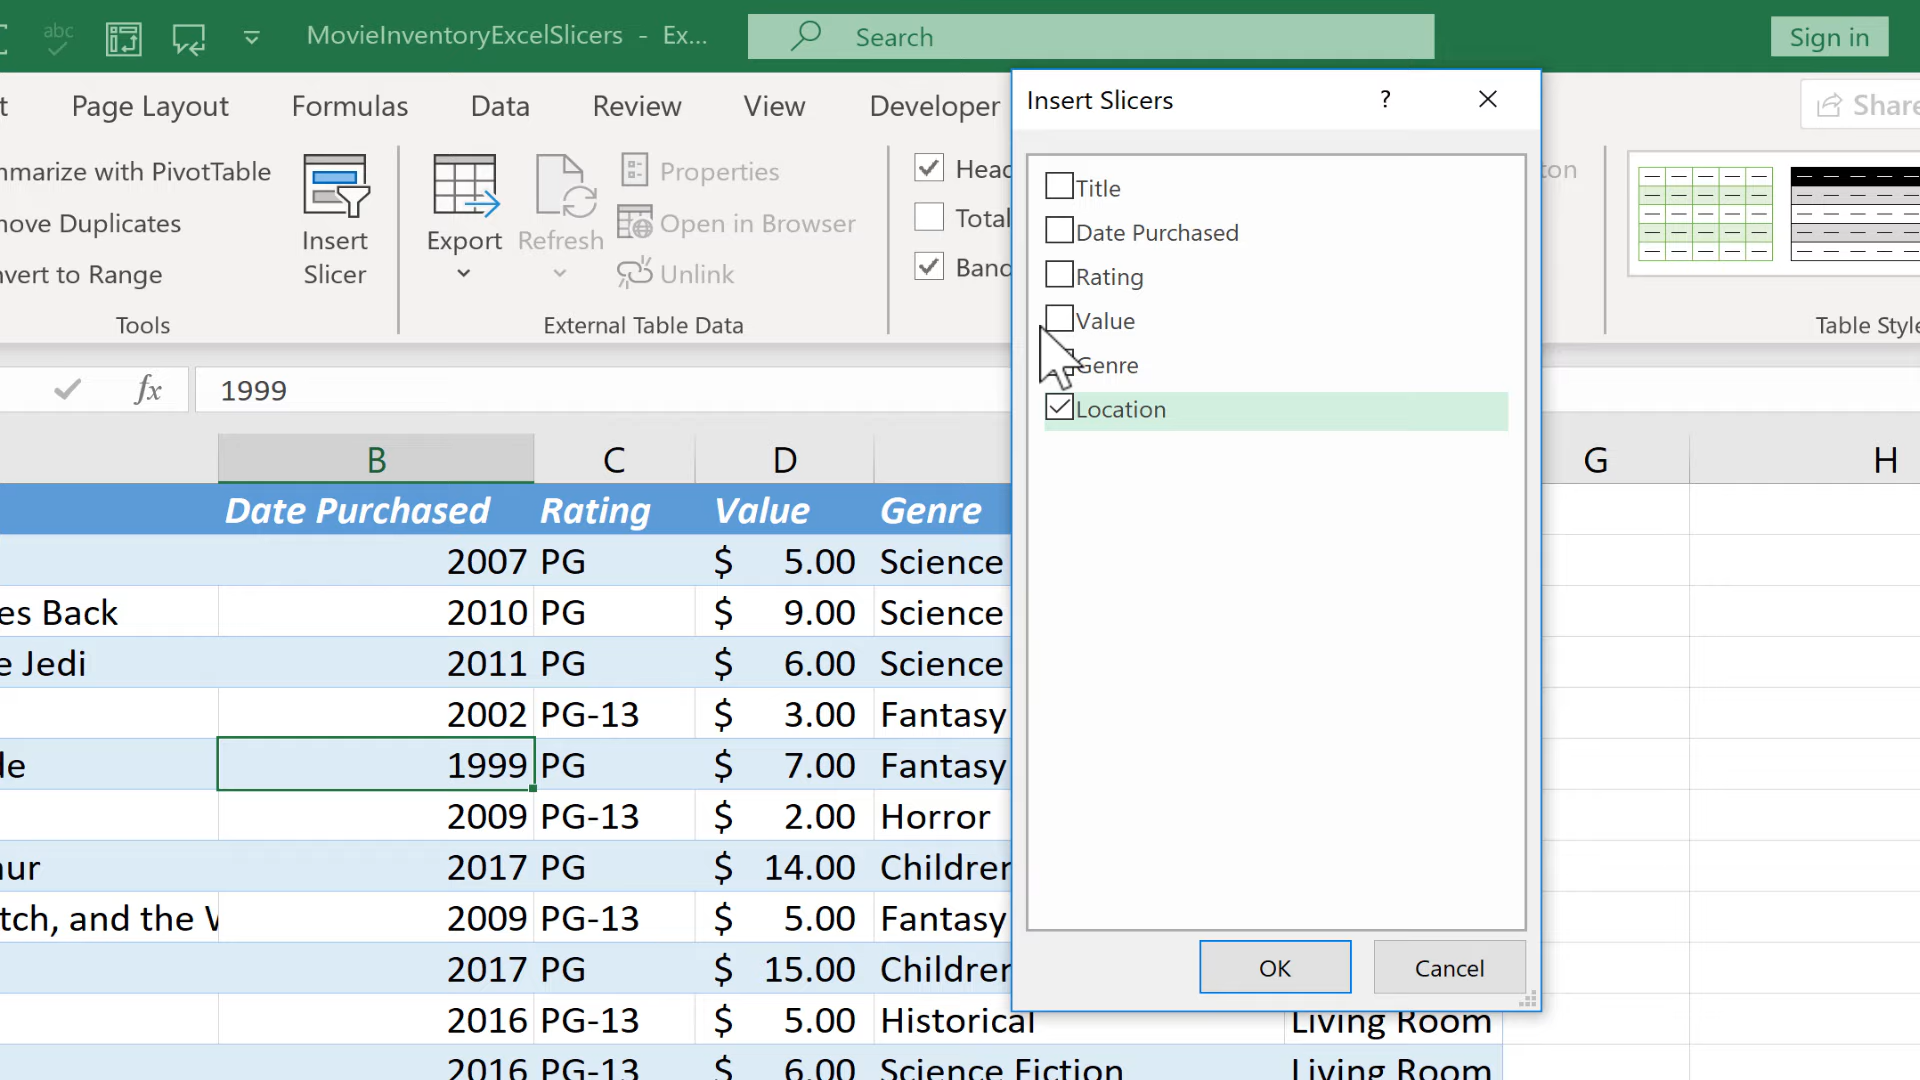 abc MovieInventoryExcelSlicers - Ex... Search Sign in
t Page Layout Formulas Data Review View Developer Share
Insert Slicers ? 
mmarize with PivotTable
move Duplicates
nvert to Range
Tools
Insert
Slicer
Export
Refresh
Properties
Open in Browser
Unlink
External Table Data
Head
Total
Band
ton
Table Style
Title
Date Purchased
Rating
Value
Genre
Location
OK Cancel
fx 1999
B C D G H
Date Purchased Rating Value Genre
2007 PG $ 5.00 Science
es Back 2010 PG $ 9.00 Science
e Jedi 2011 PG $ 6.00 Science
2002 PG-13 $ 3.00 Fantasy
de 1999 PG $ 7.00 Fantasy
2009 PG-13 $ 2.00 Horror
hur 2017 PG $ 14.00 Children
tch, and the W 2009 PG-13 $ 5.00 Fantasy
2017 PG $ 15.00 Children
2016 PG-13 $ 5.00 Historical Living Room
2016 PG-13 $ 6.00 Science Fiction Living Room